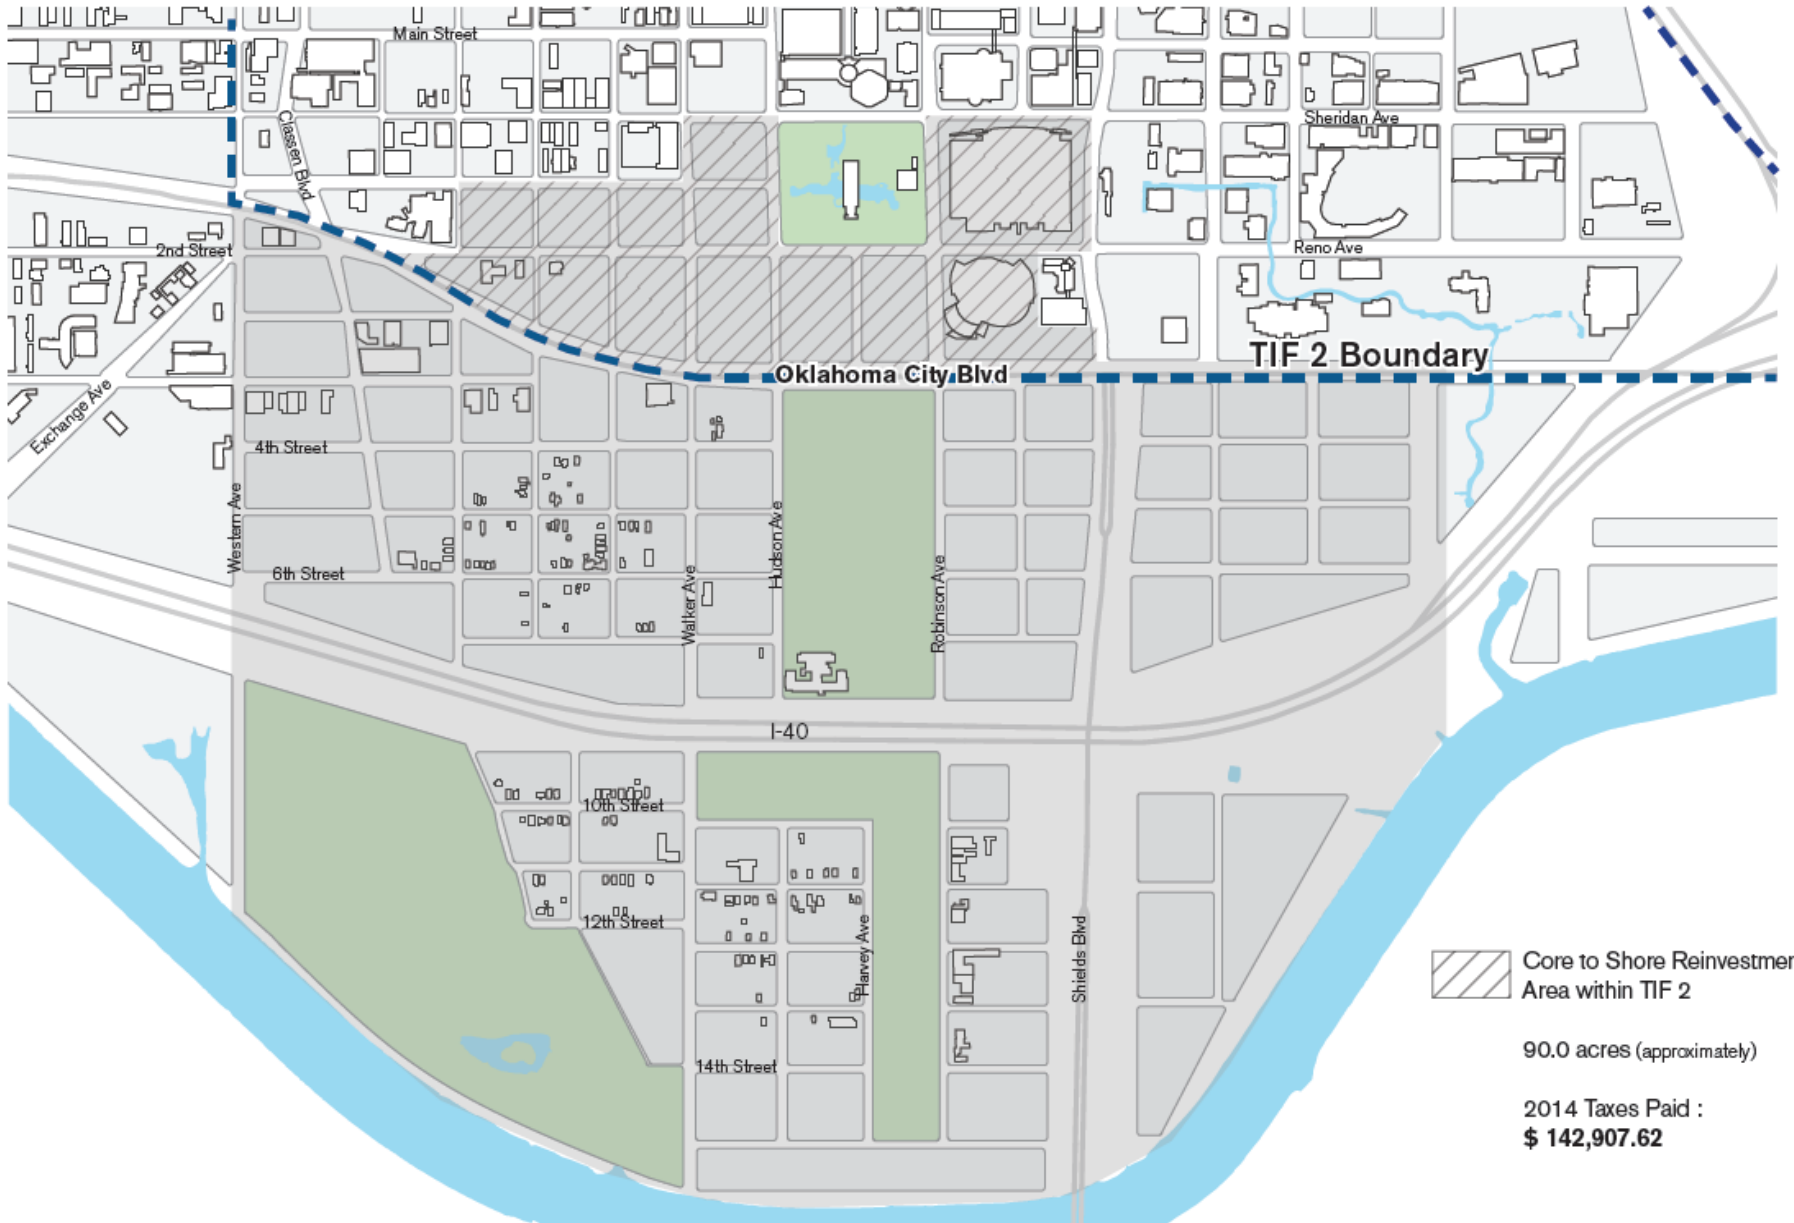 Main Street
Classen Blvd
Sheridan Ave
2nd Street
Reno Ave
TIF 2 Boundary
Oklahoma City Blvd
Exchange Ave
4th Street
Western Ave
Hudson Ave
6th Street
Walker Ave
Robinson Ave
I-40
10th Street
12th Street
Harvey Ave
Shields Blvd
14th Street
Core to Shore Reinvestmen
Area within TIF 2
90.0 acres (approximately)
2014 Taxes Paid :
$ 142,907.62